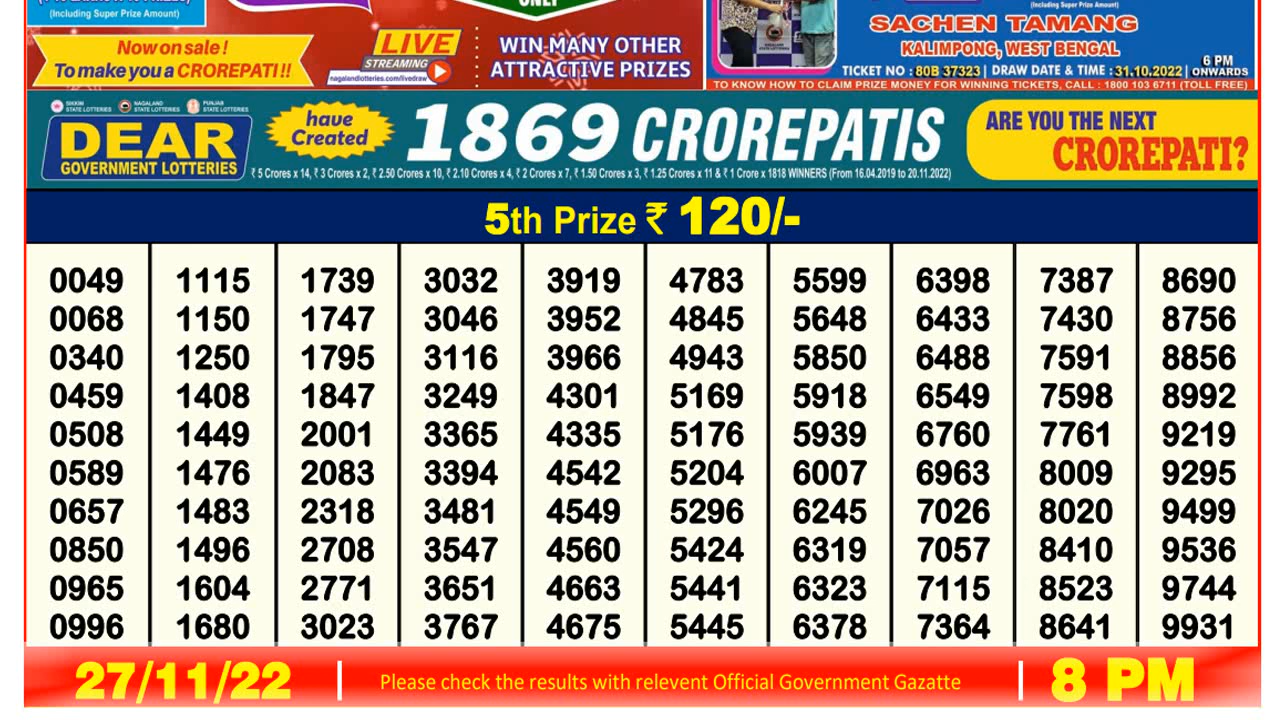 (Including Super Prize Amount)
ONLY
Now on sale !
To make you a CROREPATI !!
LIVE
STREAMING
nagalandlotteries.com/livedraw
WIN MANY OTHER
ATTRACTIVE PRIZES
(Including Super Prize Amount)
SACHEN TAMANG
KALIMPONG, WEST BENGAL
TICKET NO : 80B 37323 | DRAW DATE & TIME : 31.10.2022 | 6 PM ONWARDS
TO KNOW HOW TO CLAIM PRIZE MONEY FOR WINNING TICKETS, CALL : 1800 103 6711 (TOLL FREE)
SIKKIM STATE LOTTERIES NAGALAND STATE LOTTERIES PUNJAB STATE LOTTERIES
DEAR
GOVERNMENT LOTTERIES
have
Created
1869 CROREPATIS
₹ 5 Crores x 14, ₹ 3 Crores x 2, ₹ 2.50 Crores x 10, ₹ 2.10 Crores x 4, ₹ 2 Crores x 7, ₹ 1.50 Crores x 3, ₹ 1.25 Crores x 11 & ₹ 1 Crore x 1818 WINNERS (From 16.04.2019 to 20.11.2022)
ARE YOU THE NEXT
CROREPATI?
5th Prize ₹ 120/-
0049 1115 1739 3032 3919 4783 5599 6398 7387 8690
0068 1150 1747 3046 3952 4845 5648 6433 7430 8756
0340 1250 1795 3116 3966 4943 5850 6488 7591 8856
0459 1408 1847 3249 4301 5169 5918 6549 7598 8992
0508 1449 2001 3365 4335 5176 5939 6760 7761 9219
0589 1476 2083 3394 4542 5204 6007 6963 8009 9295
0657 1483 2318 3481 4549 5296 6245 7026 8020 9499
0850 1496 2708 3547 4560 5424 6319 7057 8410 9536
0965 1604 2771 3651 4663 5441 6323 7115 8523 9744
0996 1680 3023 3767 4675 5445 6378 7364 8641 9931
27/11/22 Please check the results with relevent Official Government Gazatte 8 PM